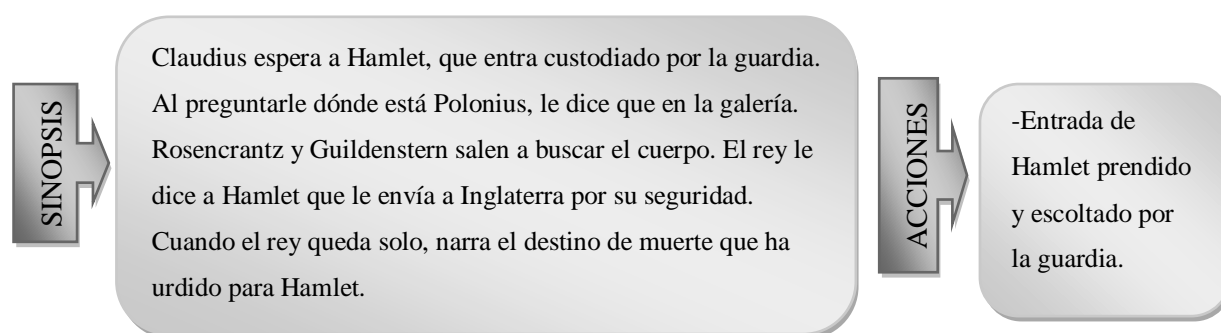 SINOPSIS
Claudius espera a Hamlet, que entra custodiado por la guardia.
Al preguntarle dónde está Polonius, le dice que en la galería.
Rosencrantz y Guildenstern salen a buscar el cuerpo. El rey le
dice a Hamlet que le envía a Inglaterra por su seguridad.
Cuando el rey queda solo, narra el destino de muerte que ha
urdido para Hamlet.
ACCIONES
-Entrada de
Hamlet prendido
y escoltado por
la guardia.